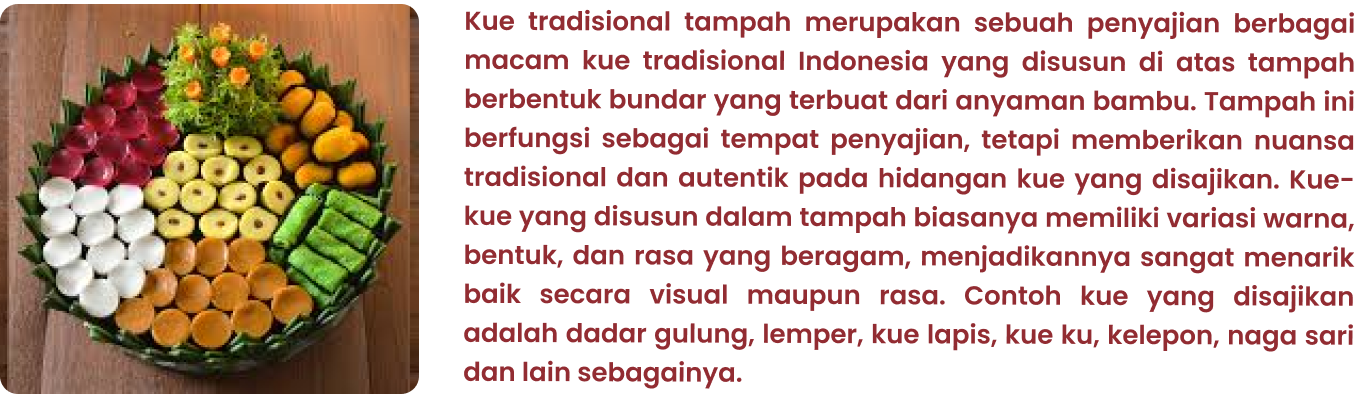 Kue tradisional tampah merupakan sebuah penyajian berbagai
macam kue tradisional Indonesia yang disusun di atas tampah
berbentuk bundar yang terbuat dari anyaman bambu. Tampah ini
berfungsi sebagai tempat penyajian, tetapi memberikan nuansa
tradisional dan autentik pada hidangan kue yang disajikan. Kue-
kue yang disusun dalam tampah biasanya memiliki variasi warna,
bentuk, dan rasa yang beragam, menjadikannya sangat menarik
baik secara visual maupun rasa. Contoh kue yang disajikan
adalah dadar gulung, lemper, kue lapis, kue ku, kelepon, naga sari
dan lain sebagainya.